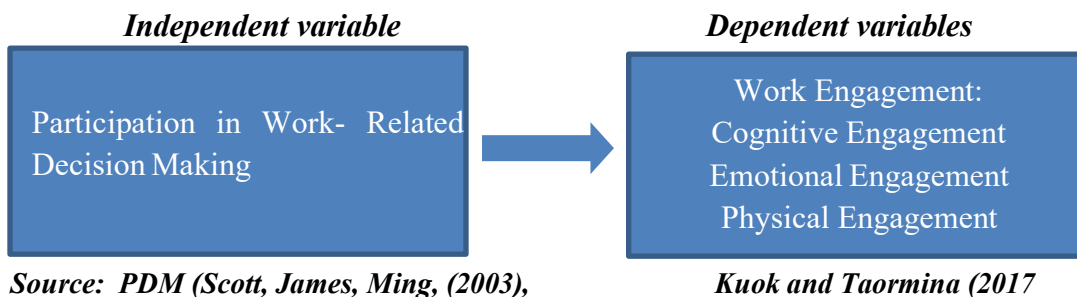 Independent variable
Dependent variables
Participation in Work- Related
Decision Making
Work Engagement:
Cognitive Engagement
Emotional Engagement
Physical Engagement
Source: PDM (Scott, James, Ming, (2003),
Kuok and Taormina (2017